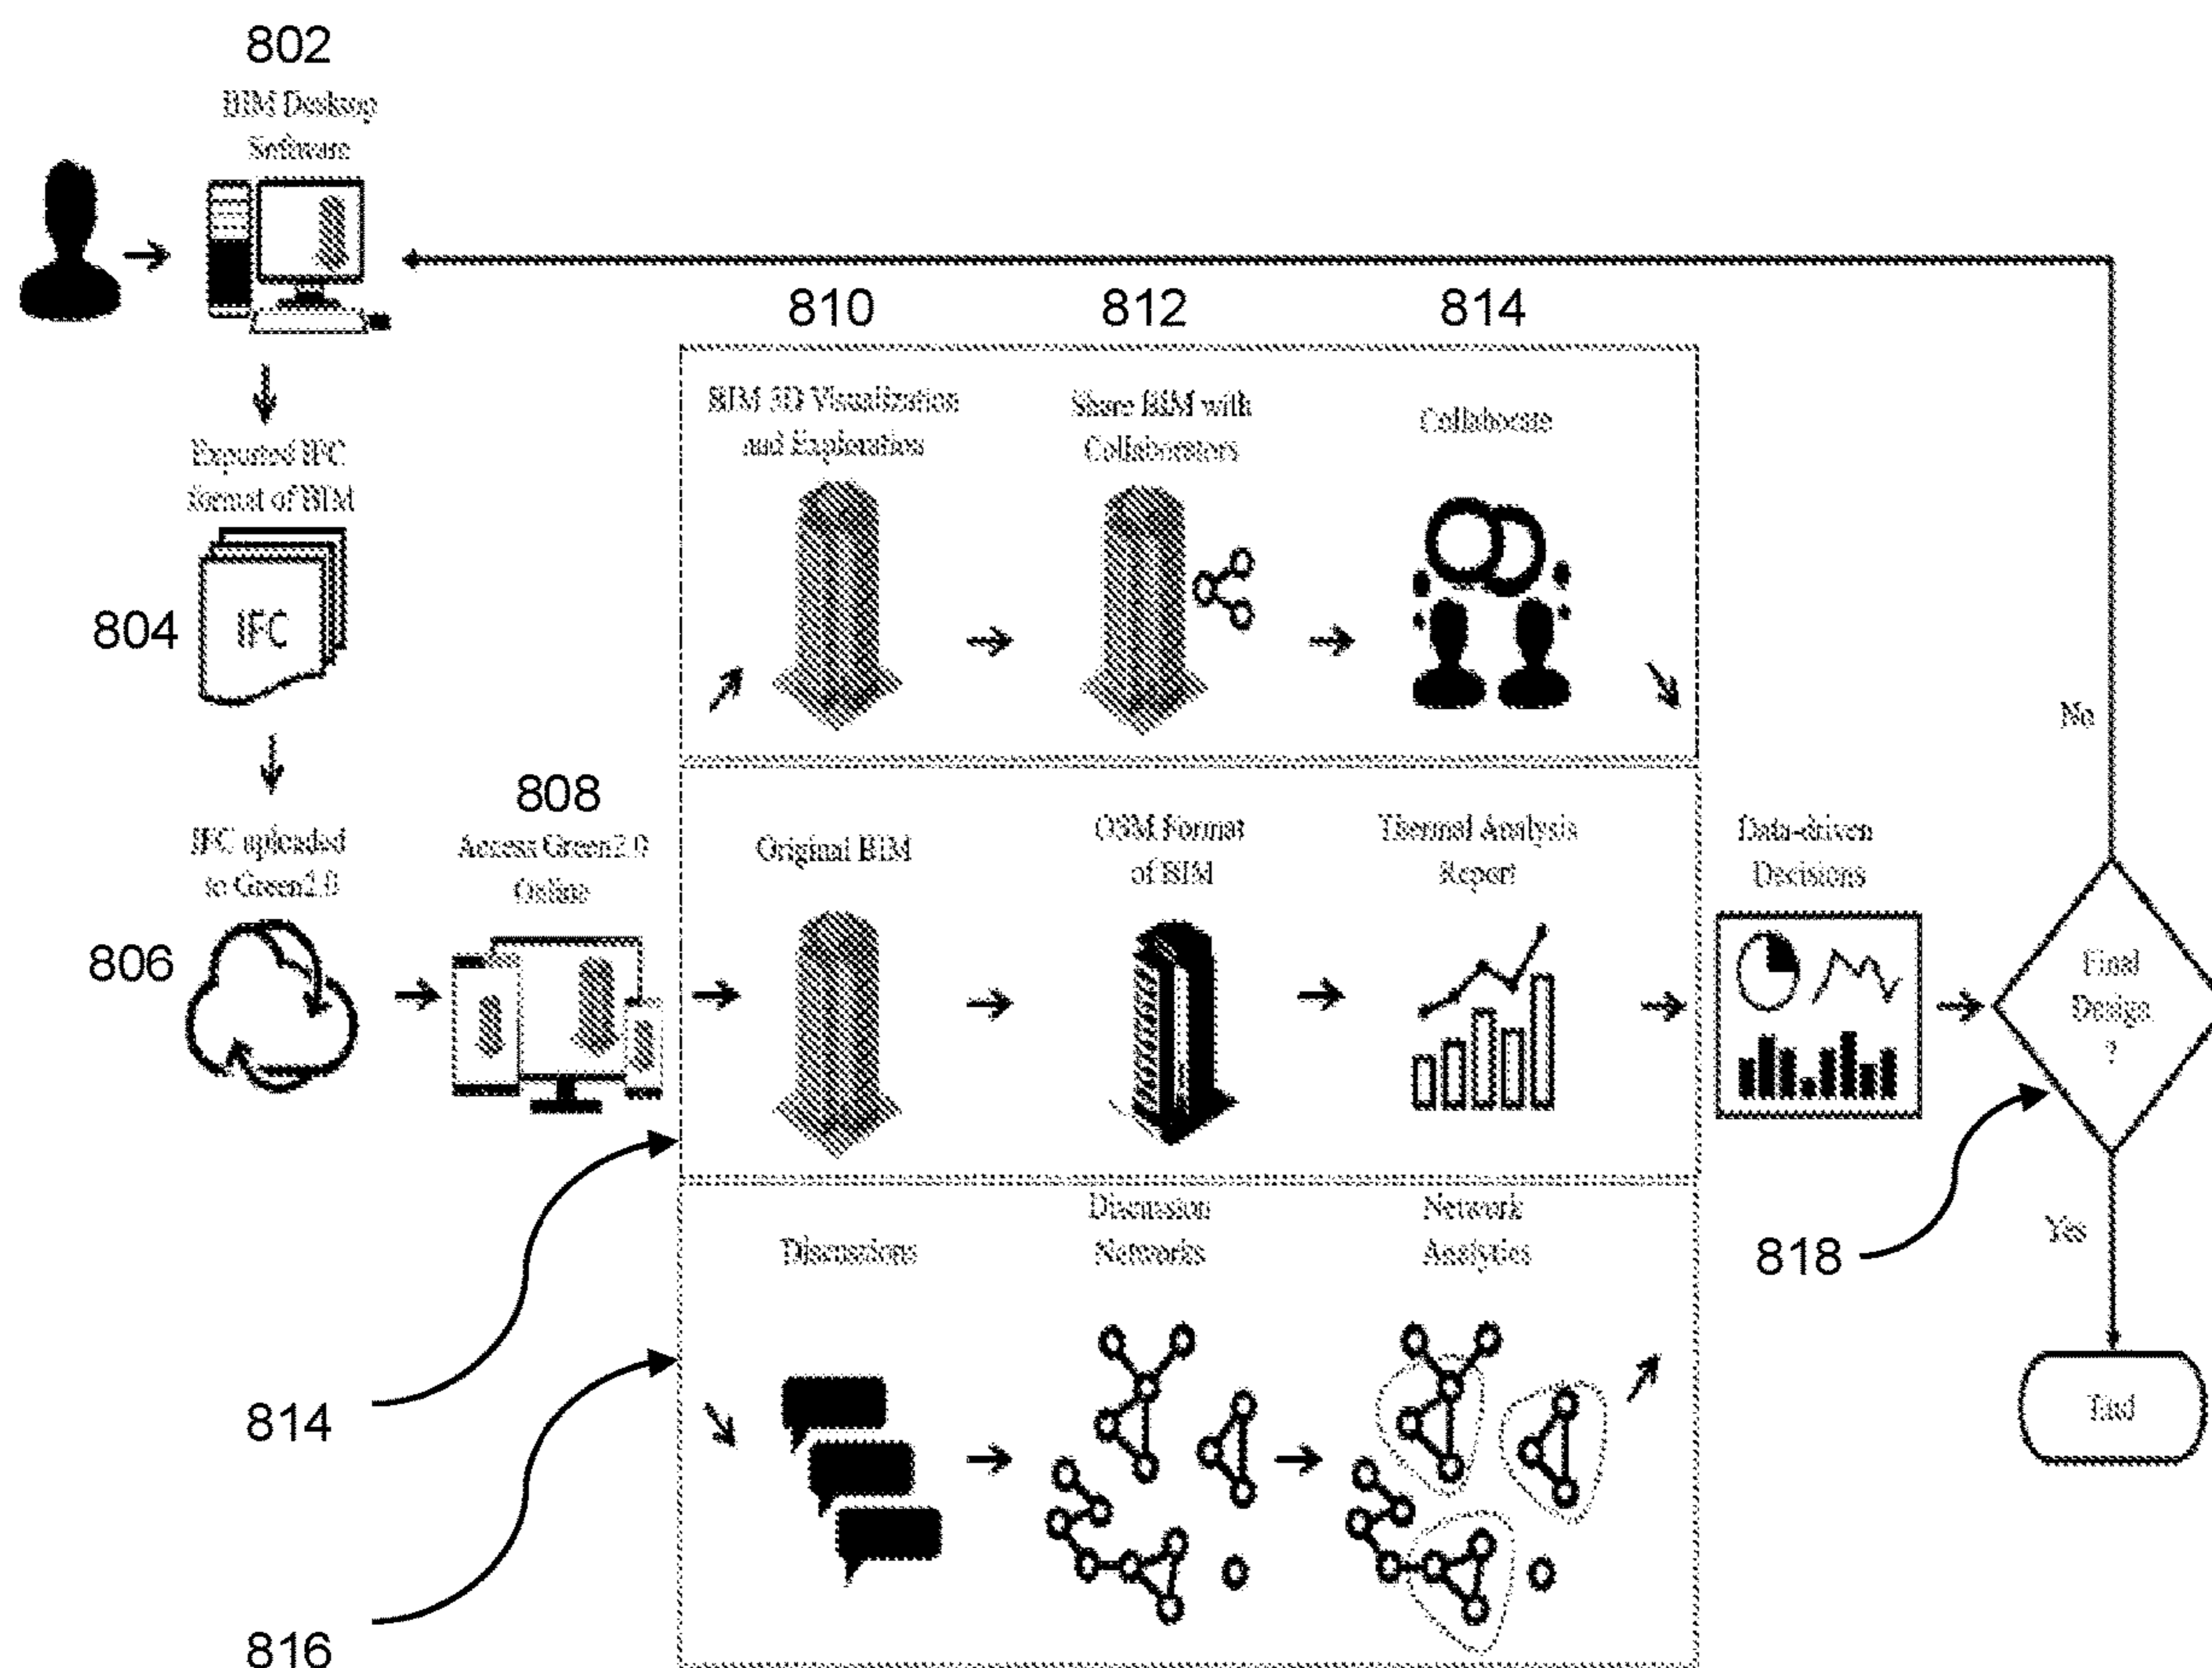 802
BIM Desktop
Software
810
812
814
BIM 3D Visualization
and Exploration
Share BIM with
Collaborators
Collaborate
Exported IFC
format of BIM
804
IFC
No
808
IFC uploaded
to Green2.0
Access Green2.0
Online
Original BIM
OSM Format
of BIM
Thermal Analysis
Report
Data-driven
Decisions
806
Final
Design
?
Discussions
Discussion
Networks
Network
Analytics
818
Yes
814
End
816